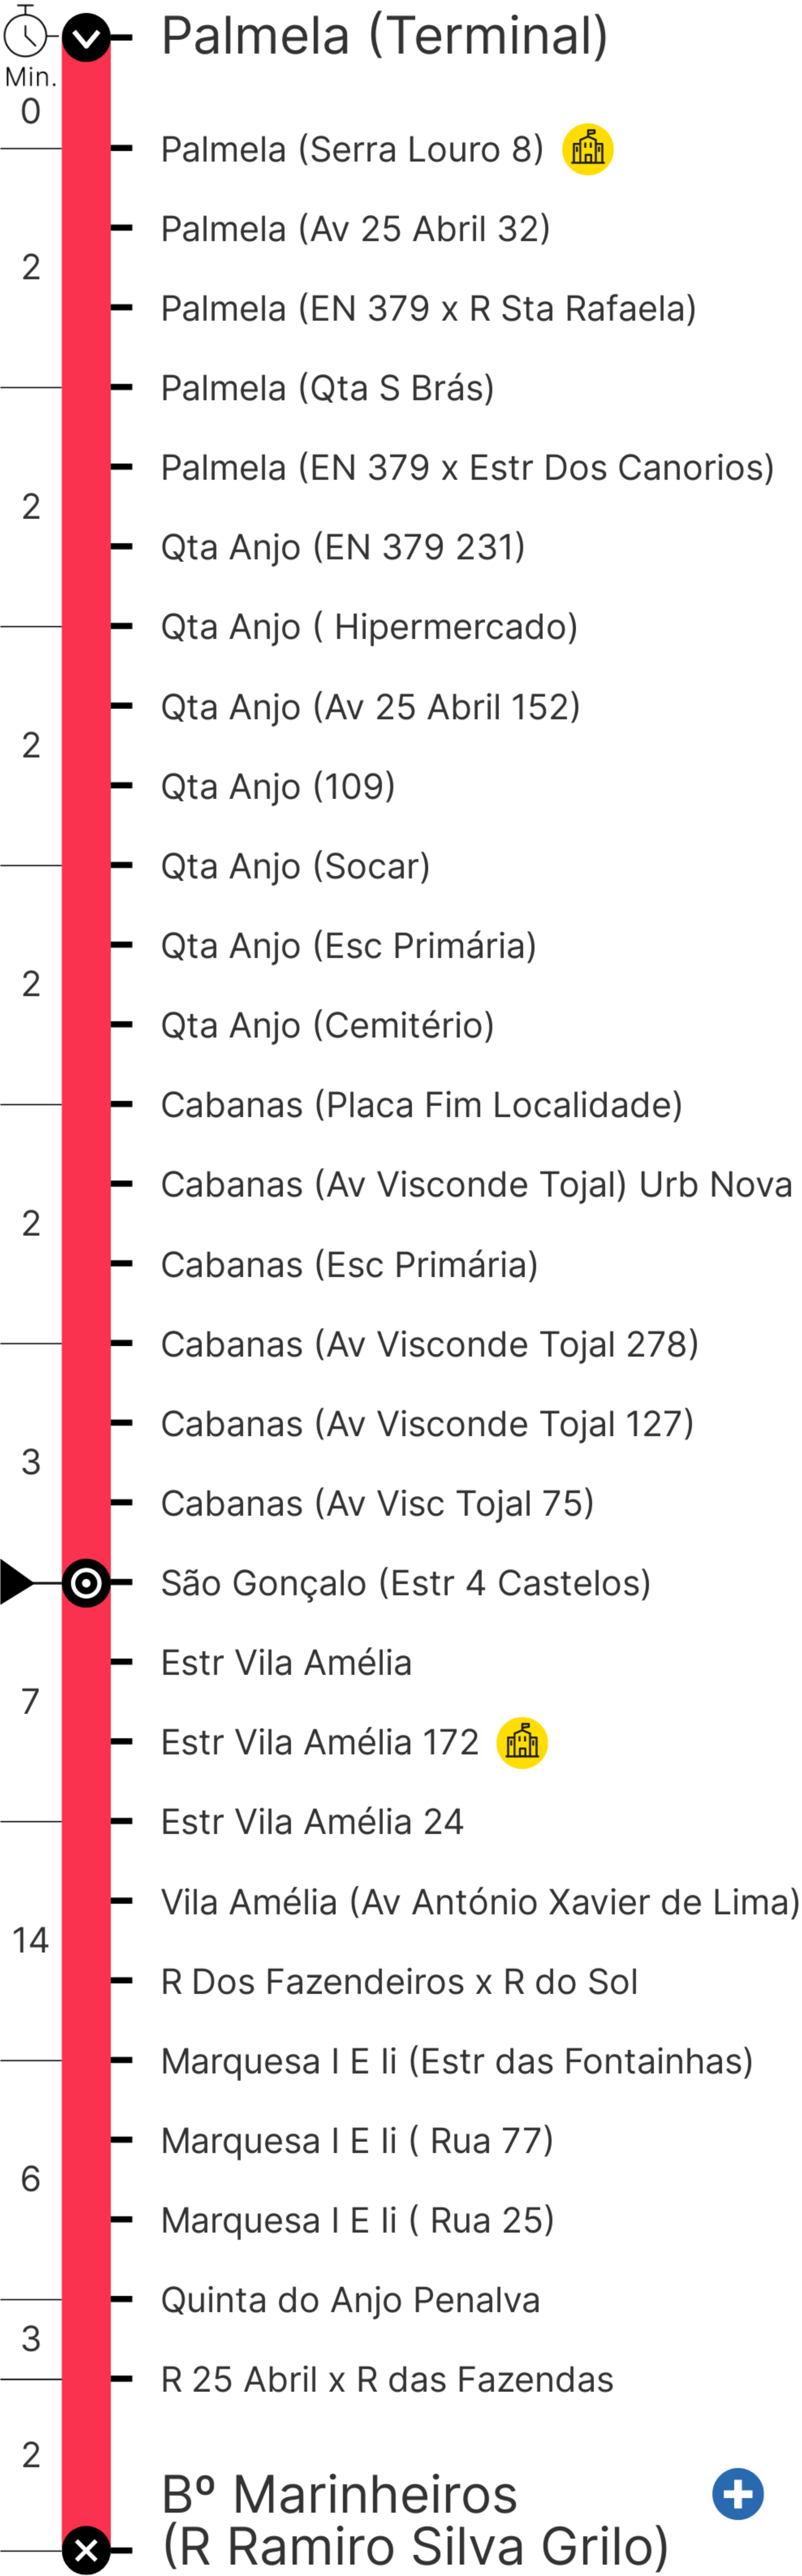 Palmela (Terminal)
Min.
0
Palmela (Serra Louro 8)
Palmela (Av 25 Abril 32)
2
Palmela (EN 379 x R Sta Rafaela)
Palmela (Qta S Brás)
Palmela (EN 379 x Estr Dos Canorios)
2
Qta Anjo (EN 379 231)
Qta Anjo ( Hipermercado)
Qta Anjo (Av 25 Abril 152)
2
Qta Anjo (109)
Qta Anjo (Socar)
Qta Anjo (Esc Primária)
2
Qta Anjo (Cemitério)
Cabanas (Placa Fim Localidade)
Cabanas (Av Visconde Tojal) Urb Nova
2
Cabanas (Esc Primária)
Cabanas (Av Visconde Tojal 278)
Cabanas (Av Visconde Tojal 127)
3
Cabanas (Av Visc Tojal 75)
São Gonçalo (Estr 4 Castelos)
Estr Vila Amélia
7
Estr Vila Amélia 172
Estr Vila Amélia 24
Vila Amélia (Av António Xavier de Lima)
14
R Dos Fazendeiros x R do Sol
Marquesa I E Ii (Estr das Fontainhas)
Marquesa I E Ii ( Rua 77)
6
Marquesa I E Ii ( Rua 25)
Quinta do Anjo Penalva
3
R 25 Abril x R das Fazendas
2
Bº Marinheiros
(R Ramiro Silva Grilo)